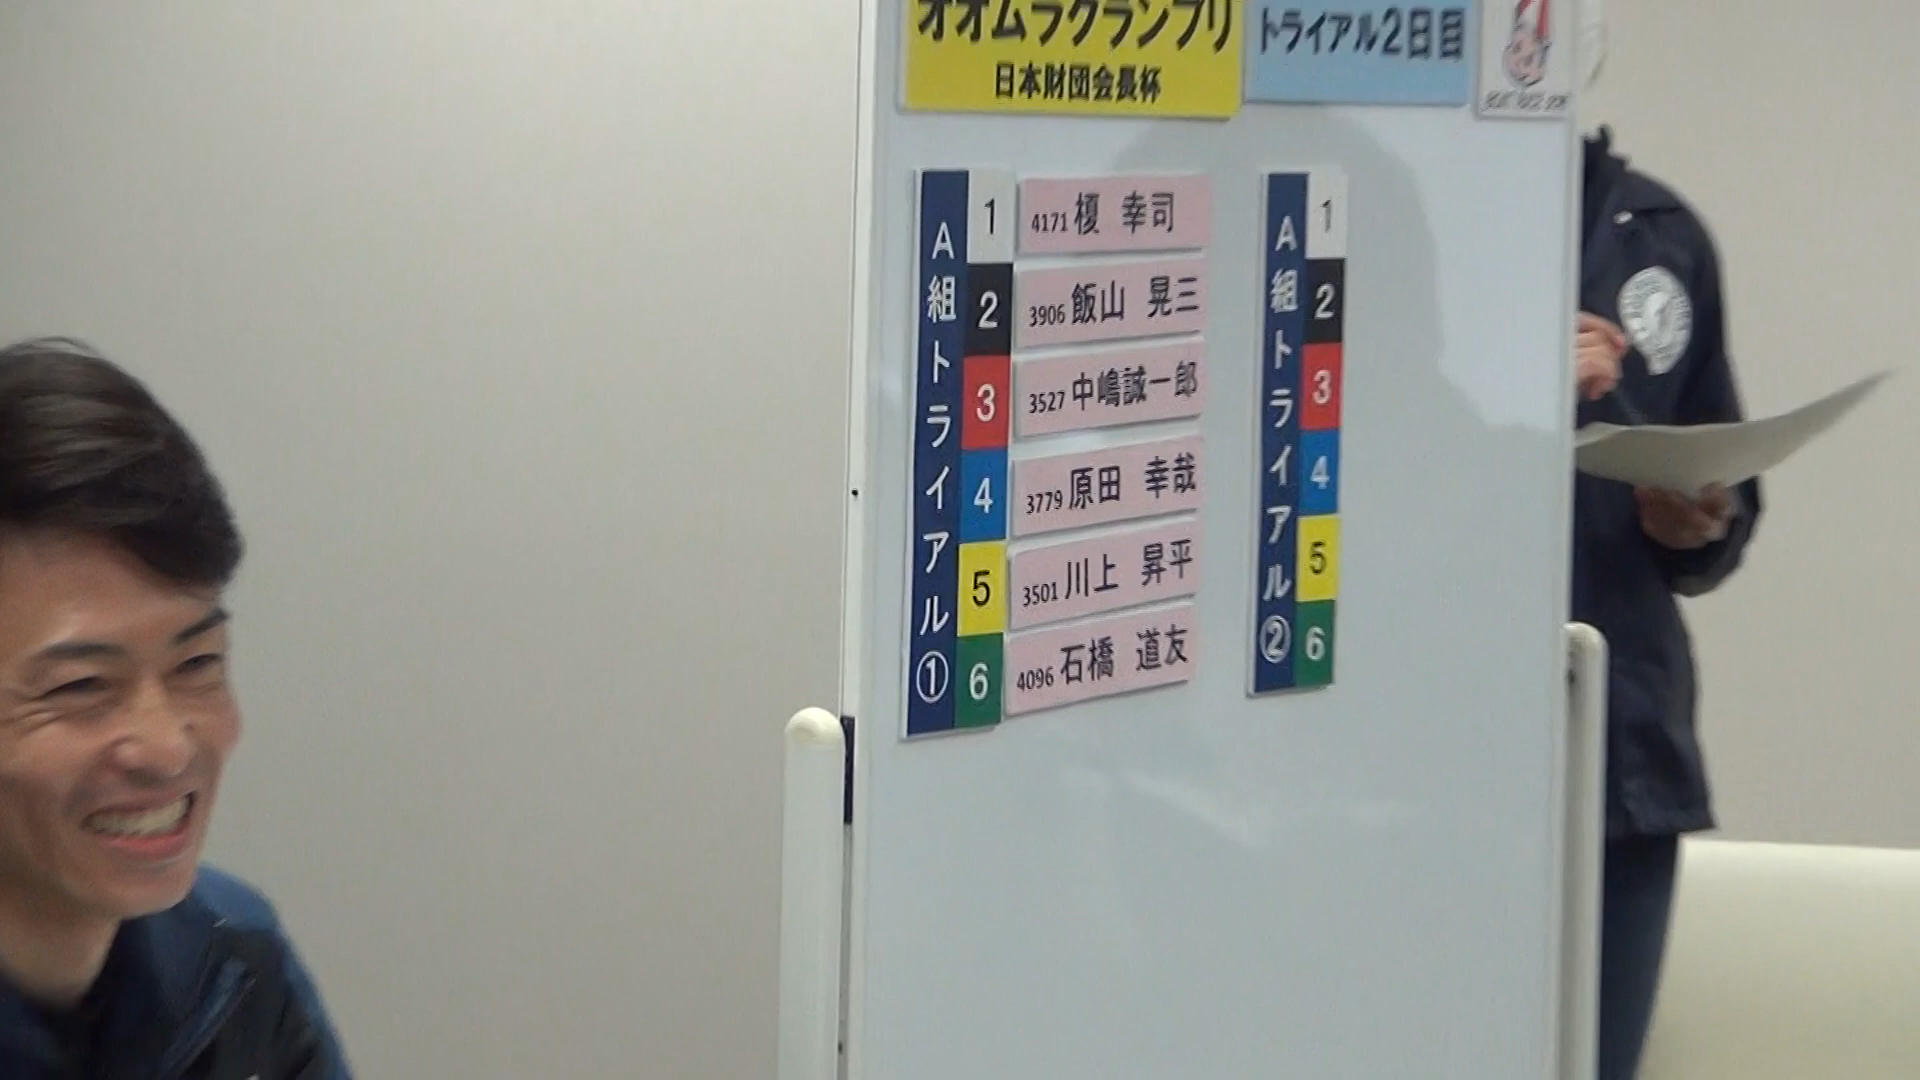 オオムラグランプリ
日本財団会長杯
トライアル2日目
A組トライアル①
1 4171 榎 幸司
2 3906 飯山 晃三
3 3527 中嶋誠一郎
4 3779 原田 幸哉
5 3501 川上 昇平
6 4096 石橋 道友
A組トライアル②
1
2
3
4
5
6